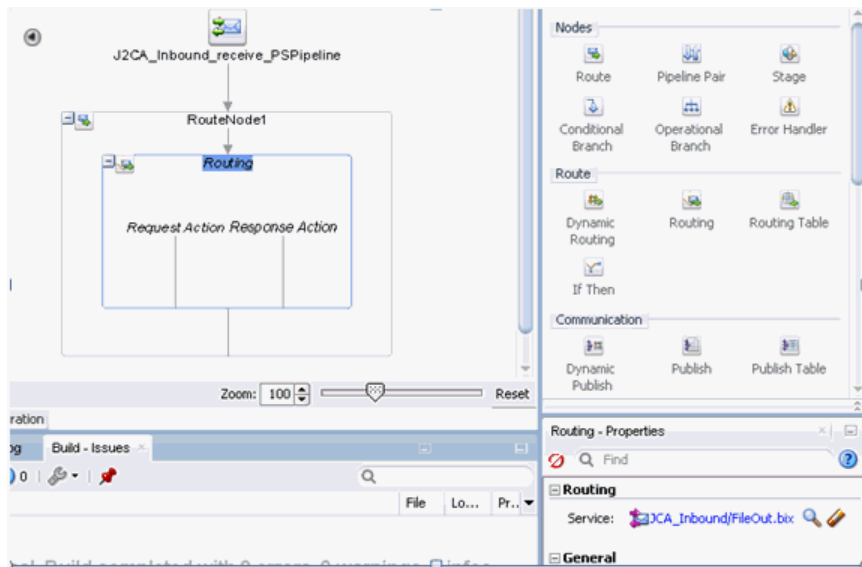 Nodes
J2CA_Inbound_receive_PSPipeline
Route Pipeline Pair Stage
RouteNode1
Conditional Branch Operational Branch Error Handler
Routing
Route
Request Action Response Action
Dynamic Routing Routing Routing Table
If Then
Communication
Dynamic Publish Publish Publish Table
Zoom: 100 Reset
ration
Routing - Properties
og Build - Issues
0
Find
Routing
File Lo... Pr..
Service: JCA_Inbound/FileOut.bix
General